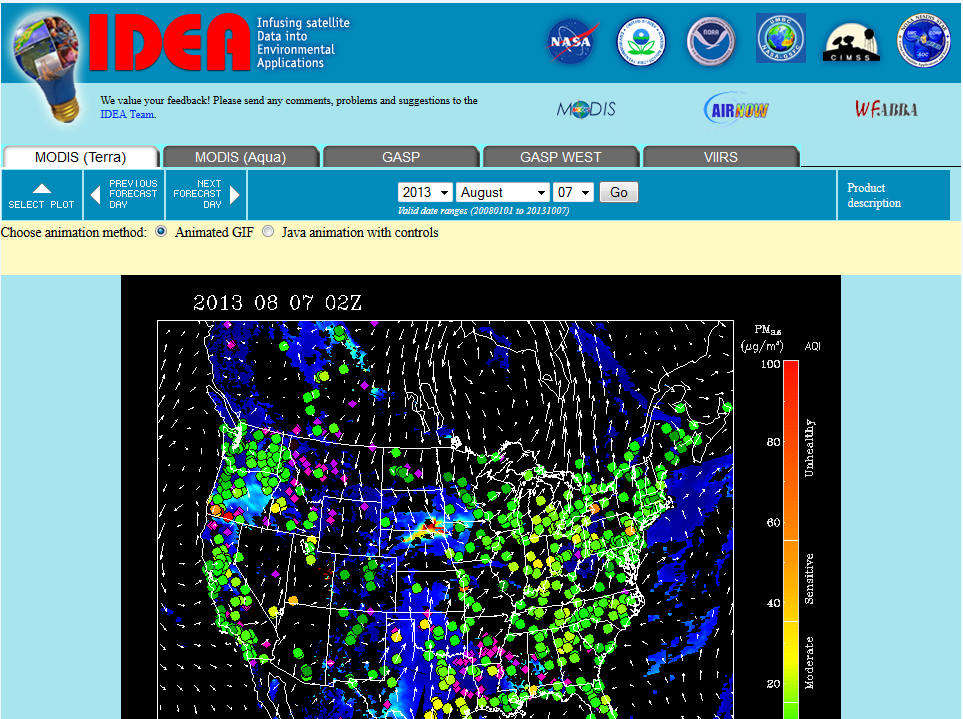 IDEA
Infusing satellite
Data into
Environmental
Applications
NASA
NOAA
UMBC
NASA-GSFC
CIMSS
We value your feedback! Please send any comments, problems and suggestions to the
IDEA Team.
MODIS
AIRNOW
WFABBA
MODIS (Terra)
MODIS (Aqua)
GASP
GASP WEST
VIIRS
SELECT PLOT
PREVIOUS
FORECAST
DAY
NEXT
FORECAST
DAY
2013
August
07
Go
Valid date ranges (20080101 to 20131007)
Product
description
Choose animation method:
Animated GIF
Java animation with controls
2013 08 07 02Z
PM2.5
(µg/m³)
AQI
100
80
60
40
20
Unhealthy
Sensitive
Moderate